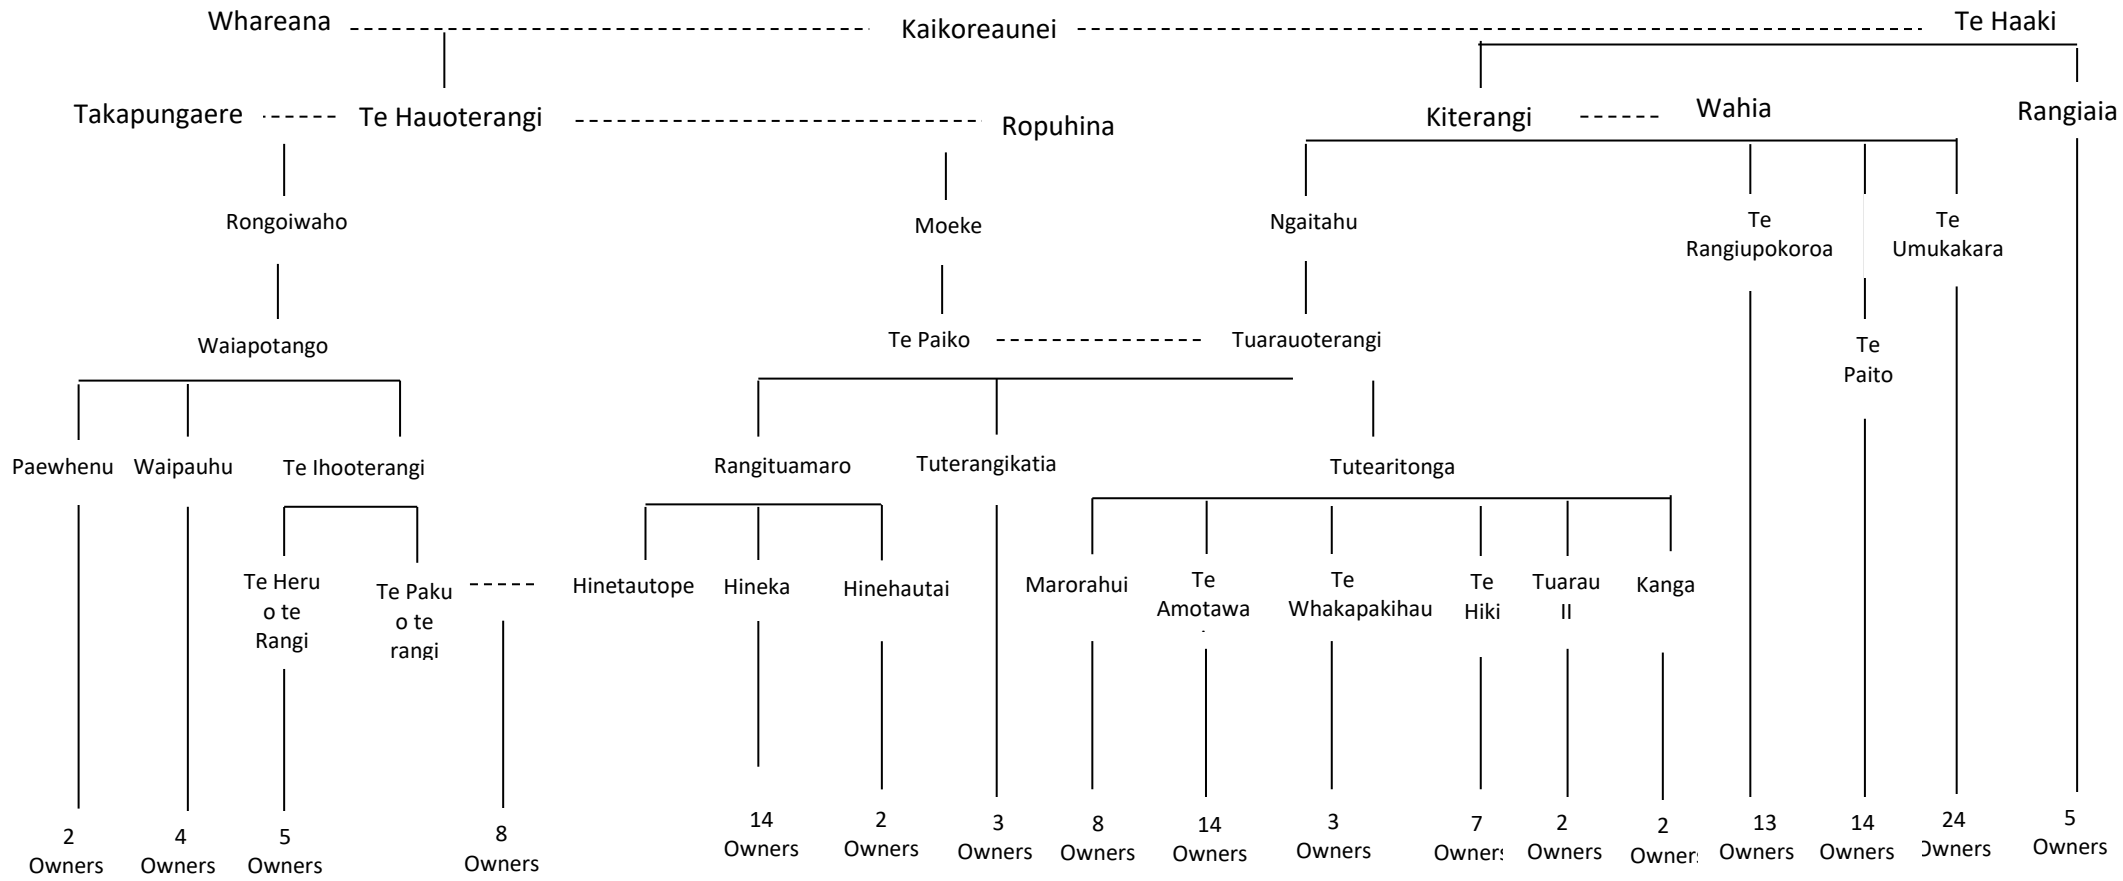 Whareana
Kaikoreaunei
Te Haaki
Takapungaere
Te Hauoterangi
Ropuhina
Kiterangi
Wahia
Rangiaia
Rongoiwaho
Moeke
Ngaitahu
Te
Rangiupokoroa
Te
Umukakara
Waiapotango
Te Paiko
Tuarauoterangi
Te
Paito
Paewhenu
Waipauhu
Te Ihooterangi
Rangituamaro
Tuterangikatia
Tutearitonga
Te Heru
o te
Rangi
Te Paku
o te
rangi
Hinetautope
Hineka
Hinehautai
Marorahui
Te
Amotawa
Te
Whakapakihau
Te
Hiki
Tuarau
II
Kanga
2
Owners
4
Owners
5
Owners
8
Owners
14
Owners
2
Owners
3
Owners
8
Owners
14
Owners
3
Owners
7
Owners
2
Owners
2
Owners
13
Owners
14
Owners
24
Owners
5
Owners